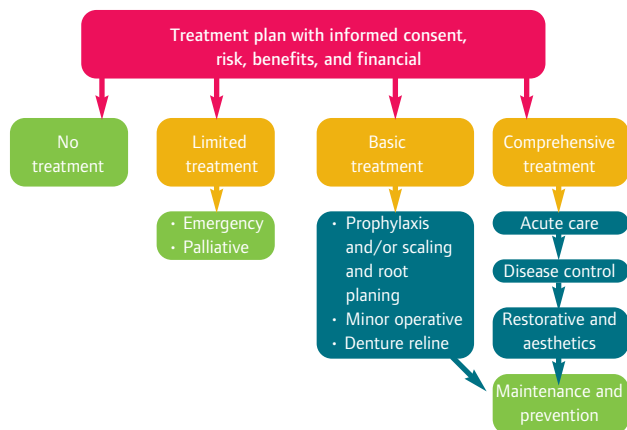 Treatment plan with informed consent,
risk, benefits, and financial
No
treatment
Limited
treatment
Basic
treatment
Comprehensive
treatment
• Emergency
• Palliative
• Prophylaxis
and/or scaling
and root
planing
• Minor operative
• Denture reline
Acute care
Disease control
Restorative and
aesthetics
Maintenance and
prevention